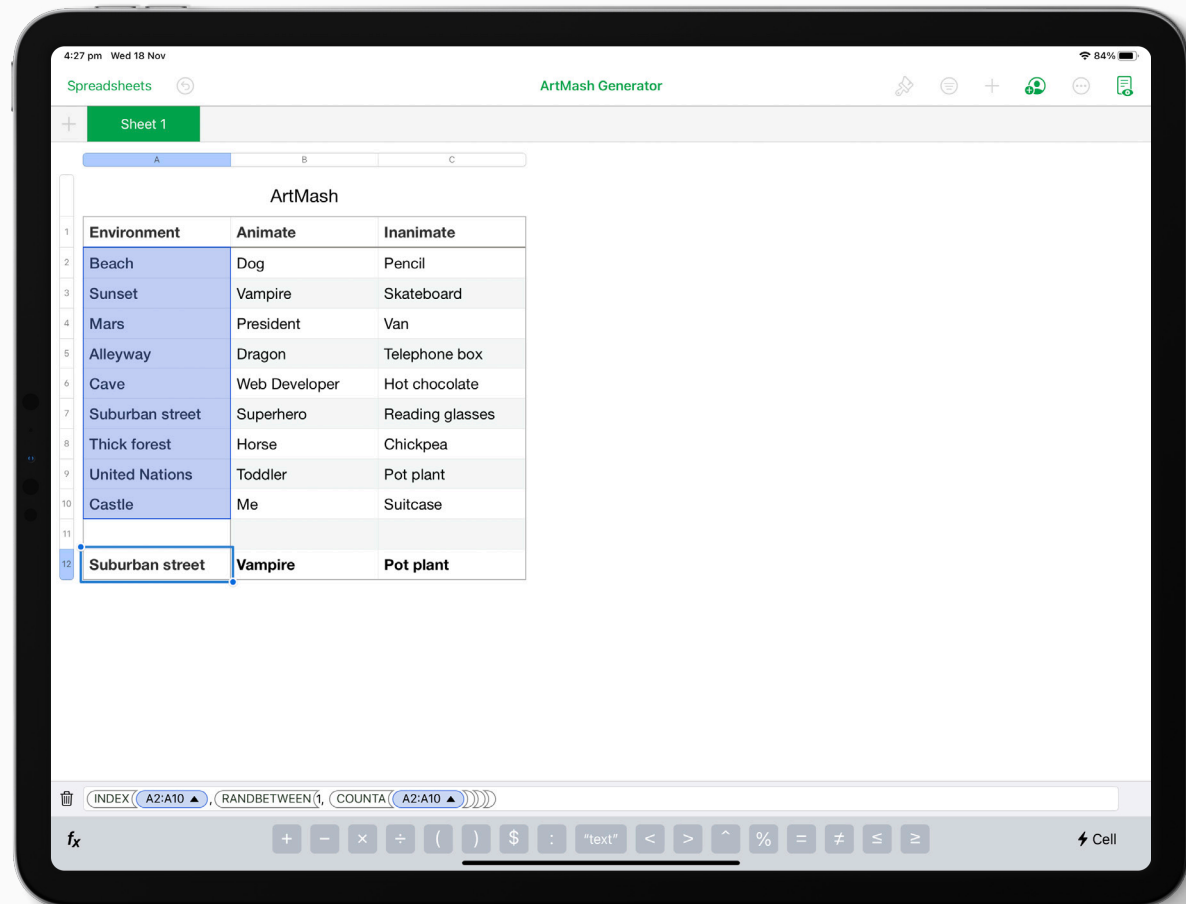 4:27 pm Wed 18 Nov 84%
Spreadsheets ArtMash Generator
+ Sheet 1
A B C
ArtMash
1 Environment Animate Inanimate
2 Beach Dog Pencil
3 Sunset Vampire Skateboard
4 Mars President Van
5 Alleyway Dragon Telephone box
6 Cave Web Developer Hot chocolate
7 Suburban street Superhero Reading glasses
8 Thick forest Horse Chickpea
9 United Nations Toddler Pot plant
10 Castle Me Suitcase
11
12 Suburban street Vampire Pot plant
INDEX( A2:A10 ▲ , RANDBETWEEN(1, COUNTA( A2:A10 ▲ )))
fx + − × ÷ ( ) $ : "text" < > ^ % = ≠ ≤ ≥ Cell